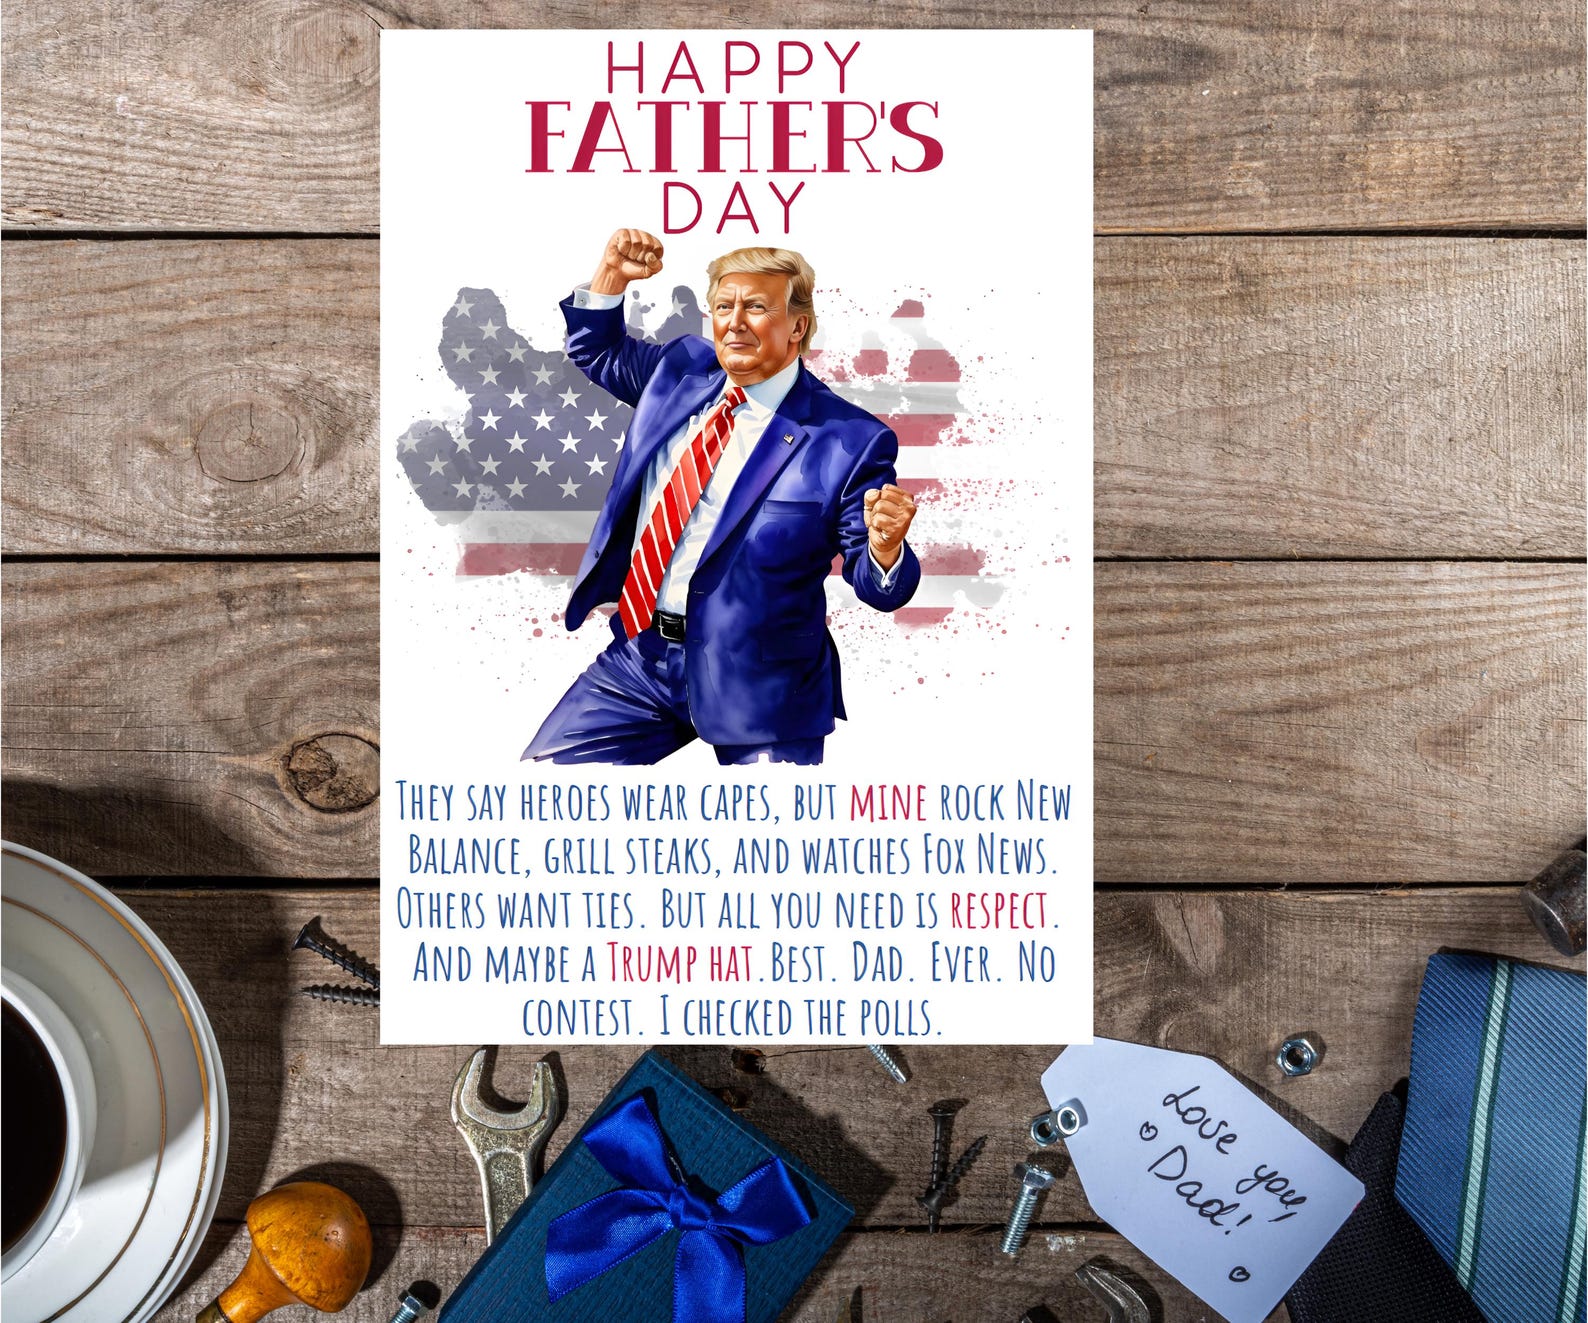 HAPPY
FATHER'S
DAY
They say heroes wear capes, but mine rock New
Balance, grill steaks, and watches Fox News.
Others want ties. But all you need is respect.
And maybe a Trump hat.Best. Dad. Ever. No
contest. I checked the polls.
Love you,
Dad!